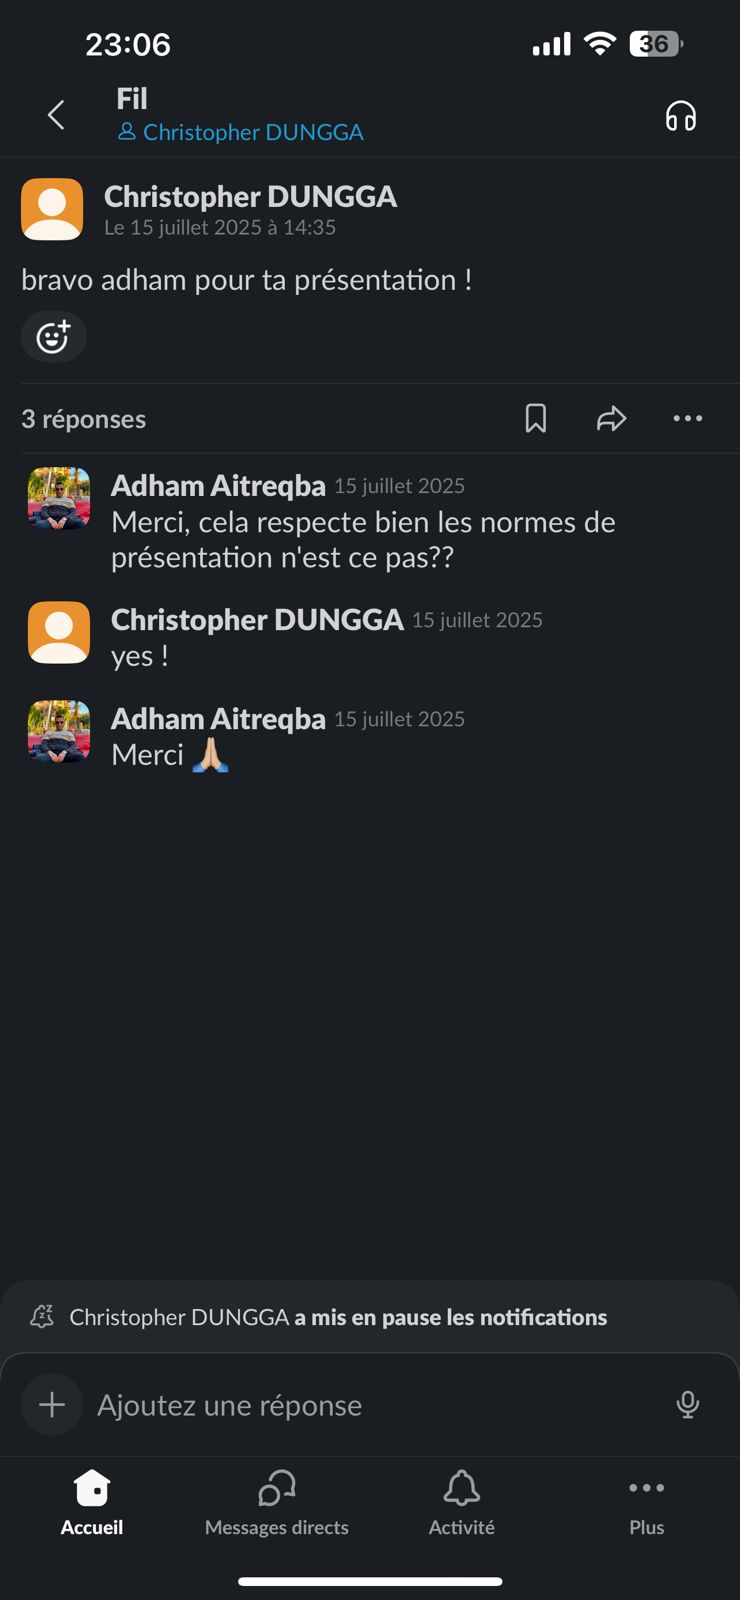 23:06
36
Fil
Christopher DUNGGA
Christopher DUNGGA
Le 15 juillet 2025 à 14:35
bravo adham pour ta présentation !
3 réponses
Adham Aitreqba 15 juillet 2025
Merci, cela respecte bien les normes de
présentation n'est ce pas??
Christopher DUNGGA 15 juillet 2025
yes !
Adham Aitreqba 15 juillet 2025
Merci 🙏🏼
Christopher DUNGGA a mis en pause les notifications
Ajoutez une réponse
Accueil
Messages directs
Activité
Plus